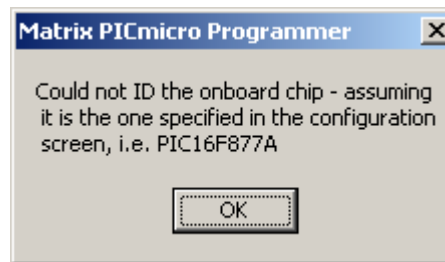 Matrix PICmicro Programmer
Could not ID the onboard chip - assuming
it is the one specified in the configuration
screen, i.e. PIC16F877A
OK